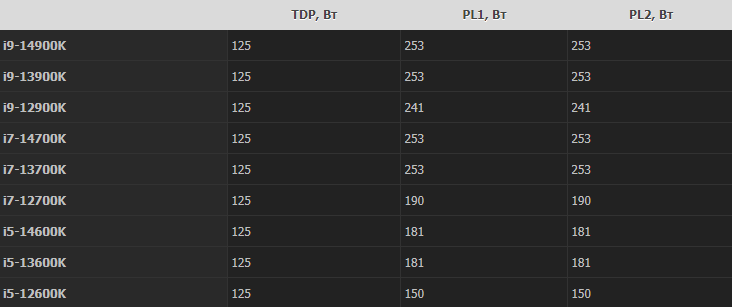 TDP, Вт PL1, Вт PL2, Вт
i9-14900K 125 253 253
i9-13900K 125 253 253
i9-12900K 125 241 241
i7-14700K 125 253 253
i7-13700K 125 253 253
i7-12700K 125 190 190
i5-14600K 125 181 181
i5-13600K 125 181 181
i5-12600K 125 150 150